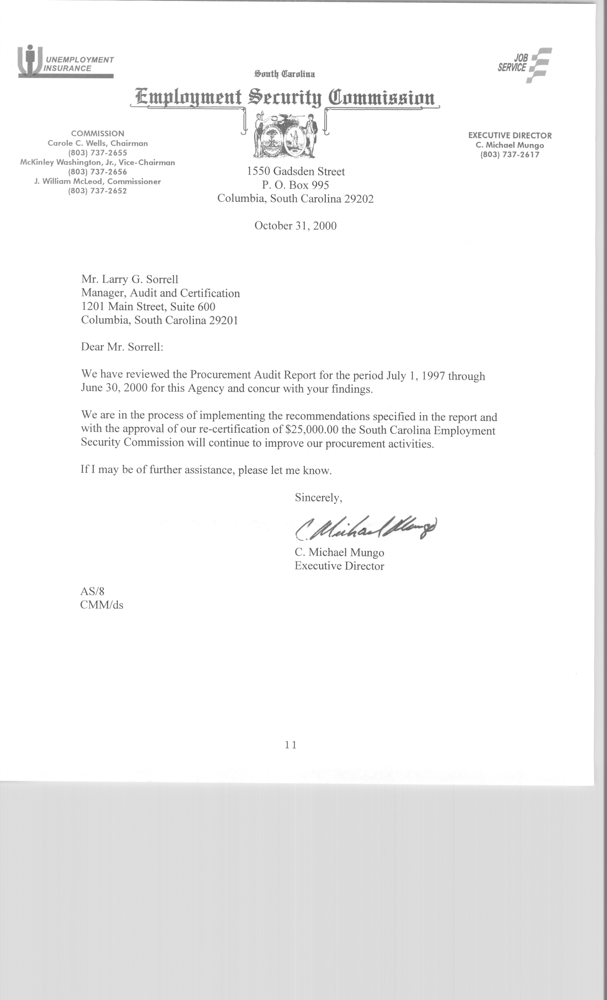 UNEMPLOYMENT
INSURANCE
JOB
SERVICE
South Carolina
Employment Security Commission
COMMISSION
Carole C. Wells, Chairman
(803) 737-2655
McKinley Washington, Jr., Vice-Chairman
(803) 737-2656
J. William McLeod, Commissioner
(803) 737-2652
EXECUTIVE DIRECTOR
C. Michael Mungo
(803) 737-2617
1550 Gadsden Street
P. O. Box 995
Columbia, South Carolina 29202
October 31, 2000
Mr. Larry G. Sorrell
Manager, Audit and Certification
1201 Main Street, Suite 600
Columbia, South Carolina 29201
Dear Mr. Sorrell:
We have reviewed the Procurement Audit Report for the period July 1, 1997 through
June 30, 2000 for this Agency and concur with your findings.
We are in the process of implementing the recommendations specified in the report and
with the approval of our re-certification of $25,000.00 the South Carolina Employment
Security Commission will continue to improve our procurement activities.
If I may be of further assistance, please let me know.
Sincerely,
C. Michael Mungo
C. Michael Mungo
Executive Director
AS/8
CMM/ds
11